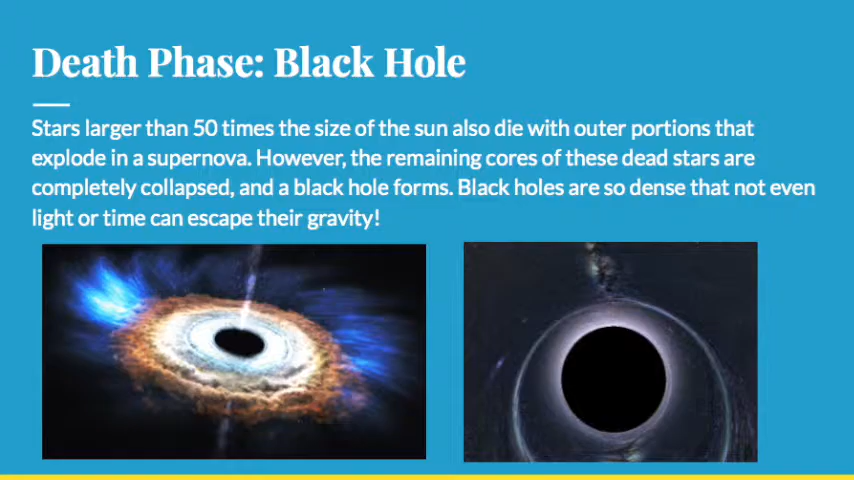 Death Phase: Black Hole
Stars larger than 50 times the size of the sun also die with outer portions that
explode in a supernova. However, the remaining cores of these dead stars are
completely collapsed, and a black hole forms. Black holes are so dense that not even
light or time can escape their gravity!